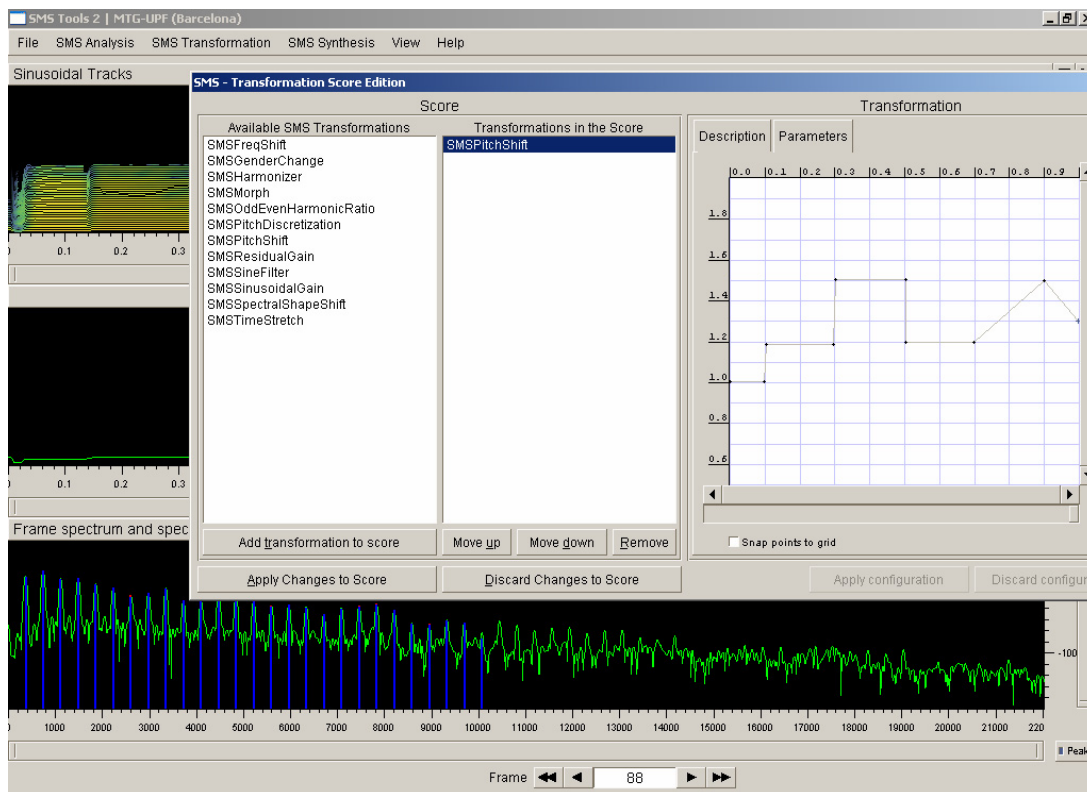 SMS Tools 2 | MTG-UPF (Barcelona)
File SMS Analysis SMS Transformation SMS Synthesis View Help
Sinusoidal Tracks
0.1 0.2 0.3
0.1 0.2 0.3
Frame spectrum and spec
SMS - Transformation Score Edition
Score
Available SMS Transformations
SMSFreqShift
SMSGenderChange
SMSHarmonizer
SMSMorph
SMSOddEvenHarmonicRatio
SMSPitchDiscretization
SMSPitchShift
SMSResidualGain
SMSSineFilter
SMSSinusoidalGain
SMSSpectralShapeShift
SMSTimeStretch
Transformations in the Score
SMSPitchShift
Add transformation to score
Move up Move down Remove
Apply Changes to Score
Discard Changes to Score
Transformation
Description Parameters
0.0 0.1 0.2 0.3 0.4 0.5 0.6 0.7 0.8 0.9
1.8
1.6
1.4
1.2
1.0
0.8
0.6
Snap points to grid
Apply configuration Discard configur
-100
1000 2000 3000 4000 5000 6000 7000 8000 9000 10000 11000 12000 13000 14000 15000 16000 17000 18000 19000 20000 21000 220
Peak
Frame 88